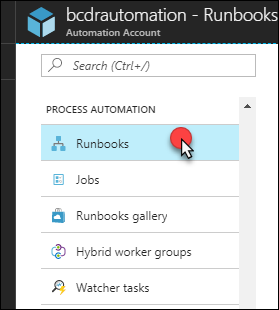 bcdrautomation - Runbooks
Automation Account
Search (Ctrl+/)
PROCESS AUTOMATION
Runbooks
Jobs
Runbooks gallery
Hybrid worker groups
Watcher tasks